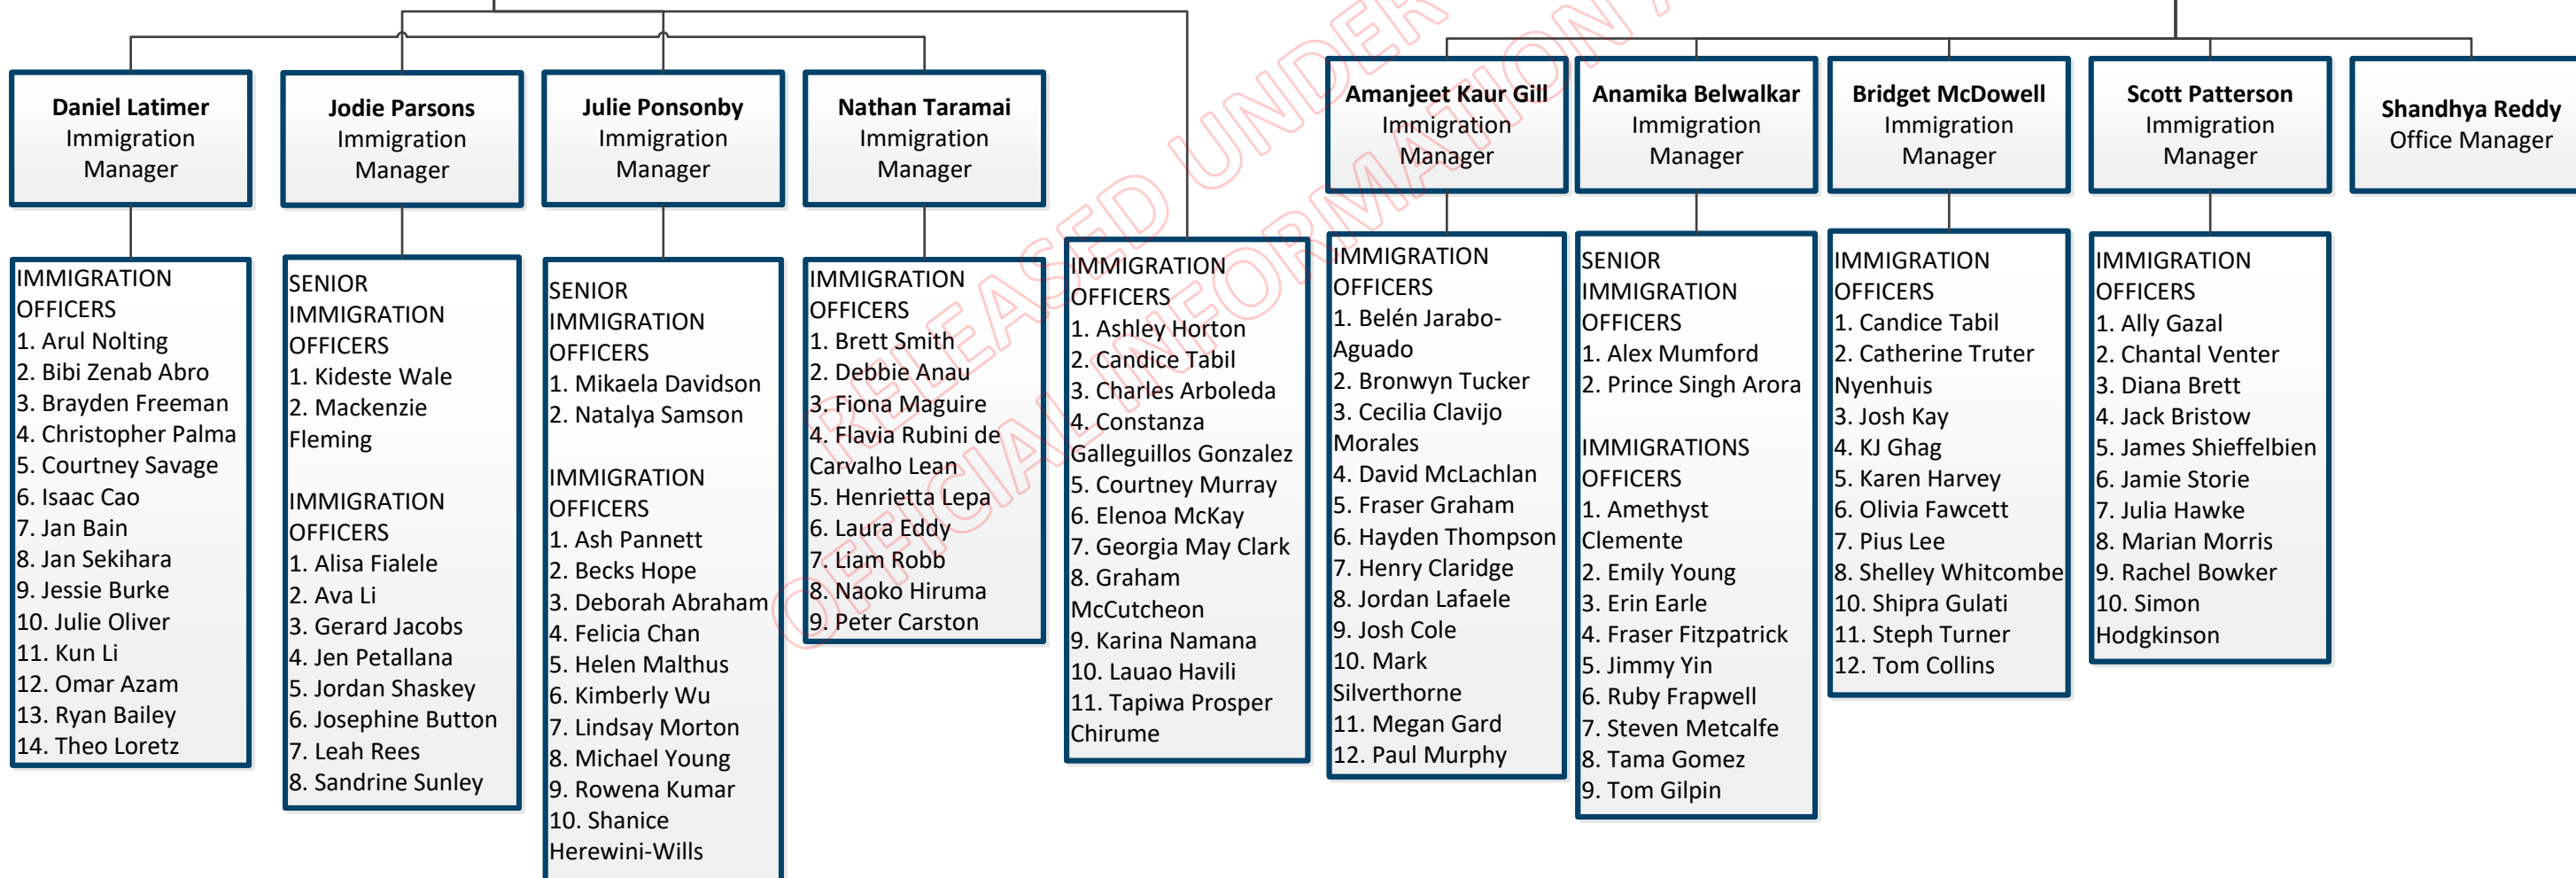 Daniel Latimer
Immigration
Manager
IMMIGRATION
OFFICERS
1. Arul Nolting
2. Bibi Zenab Abro
3. Brayden Freeman
4. Christopher Palma
5. Courtney Savage
6. Isaac Cao
7. Jan Bain
8. Jan Sekihara
9. Jessie Burke
10. Julie Oliver
11. Kun Li
12. Omar Azam
13. Ryan Bailey
14. Theo Loretz
Jodie Parsons
Immigration
Manager
SENIOR
IMMIGRATION
OFFICERS
1. Kideste Wale
2. Mackenzie
Fleming
IMMIGRATION
OFFICERS
1. Alisa Fialele
2. Ava Li
3. Gerard Jacobs
4. Jen Petallana
5. Jordan Shaskey
6. Josephine Button
7. Leah Rees
8. Sandrine Sunley
Julie Ponsonby
Immigration
Manager
SENIOR
IMMIGRATION
OFFICERS
1. Mikaela Davidson
2. Natalya Samson
IMMIGRATION
OFFICERS
1. Ash Pannett
2. Becks Hope
3. Deborah Abraham
4. Felicia Chan
5. Helen Malthus
6. Kimberly Wu
7. Lindsay Morton
8. Michael Young
9. Rowena Kumar
10. Shanice
Herewini-Wills
Nathan Taramai
Immigration
Manager
IMMIGRATION
OFFICERS
1. Brett Smith
2. Debbie Anau
3. Fiona Maguire
4. Flavia Rubini de
Carvalho Lean
5. Henrietta Lepa
6. Laura Eddy
7. Liam Robb
8. Naoko Hiruma
9. Peter Carston
IMMIGRATION
OFFICERS
1. Ashley Horton
2. Candice Tabil
3. Charles Arboleda
4. Constanza
Galleguillos Gonzalez
5. Courtney Murray
6. Elenoa McKay
7. Georgia May Clark
8. Graham
McCutcheon
9. Karina Namana
10. Lauao Havili
11. Tapiwa Prosper
Chirume
Amanjeet Kaur Gill
Immigration
Manager
IMMIGRATION
OFFICERS
1. Belén Jarabo-
Aguado
2. Bronwyn Tucker
3. Cecilia Clavijo
Morales
4. David McLachlan
5. Fraser Graham
6. Hayden Thompson
7. Henry Claridge
8. Jordan Lafaele
9. Josh Cole
10. Mark
Silverthorne
11. Megan Gard
12. Paul Murphy
Anamika Belwalkar
Immigration
Manager
SENIOR
IMMIGRATION
OFFICERS
1. Alex Mumford
2. Prince Singh Arora
IMMIGRATIONS
OFFICERS
1. Amethyst
Clemente
2. Emily Young
3. Erin Earle
4. Fraser Fitzpatrick
5. Jimmy Yin
6. Ruby Frapwell
7. Steven Metcalfe
8. Tama Gomez
9. Tom Gilpin
Bridget McDowell
Immigration
Manager
IMMIGRATION
OFFICERS
1. Candice Tabil
2. Catherine Truter
Nyenhuis
3. Josh Kay
4. KJ Ghag
5. Karen Harvey
6. Olivia Fawcett
7. Pius Lee
8. Shelley Whitcombe
10. Shipra Gulati
11. Steph Turner
12. Tom Collins
Scott Patterson
Immigration
Manager
IMMIGRATION
OFFICERS
1. Ally Gazal
2. Chantal Venter
3. Diana Brett
4. Jack Bristow
5. James Shieffelbien
6. Jamie Storie
7. Julia Hawke
8. Marian Morris
9. Rachel Bowker
10. Simon
Hodgkinson
Shandhya Reddy
Office Manager
RELEASED UNDER
OFFICIAL INFORMATION